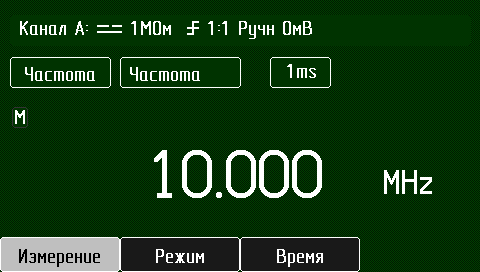 Канал А: 1МОм 1:1 Ручн 0мВ
Частота Частота 1ms
M
10.000 MHz
Измерение Режим Время